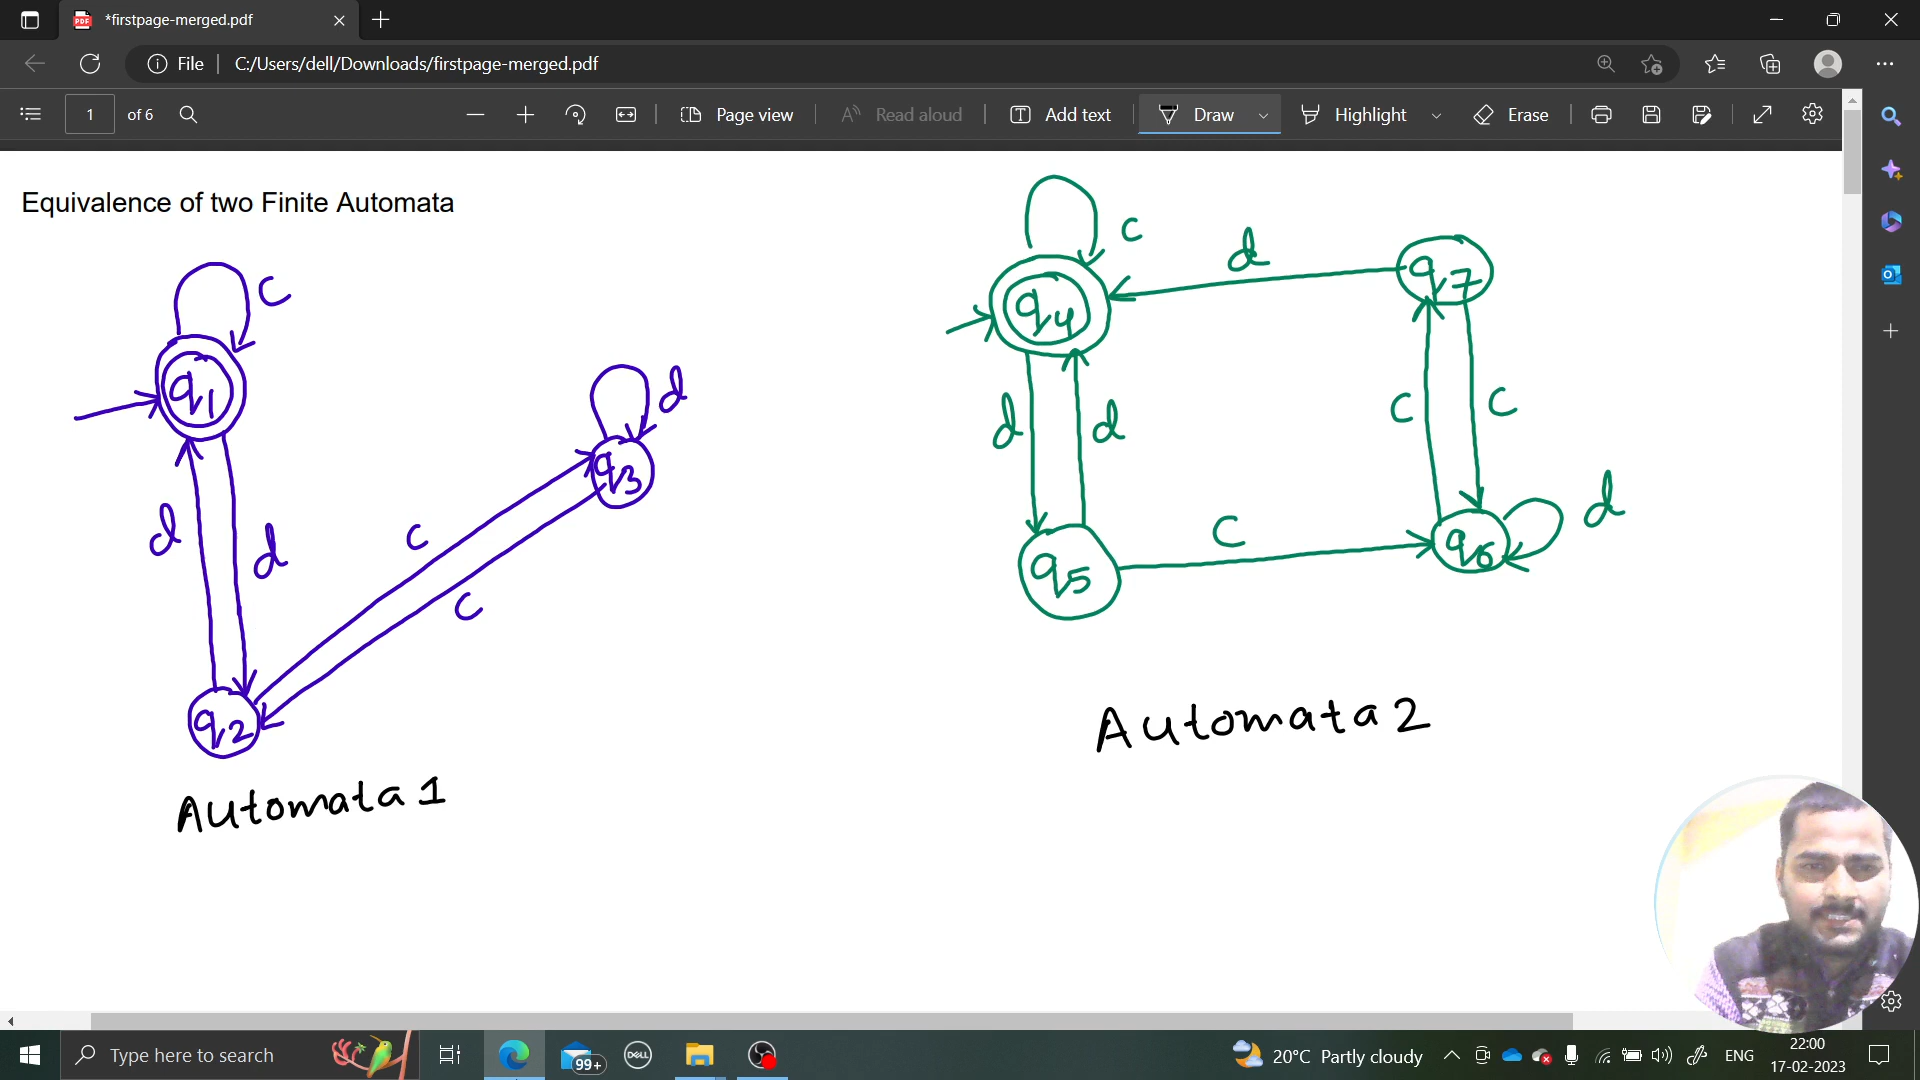 *firstpage-merged.pdf
File
C:/Users/dell/Downloads/firstpage-merged.pdf
1 of 6
Page view
Read aloud
Add text
Draw
Highlight
Erase
Equivalence of two Finite Automata
c
q1
d
q3
d
d
c
c
q2
Automata 1
c
d
q7
q4
d
d
c
c
d
c
q5
q6
Automata 2
Type here to search
99+
DELL
20°C Partly cloudy
ENG
22:00
17-02-2023